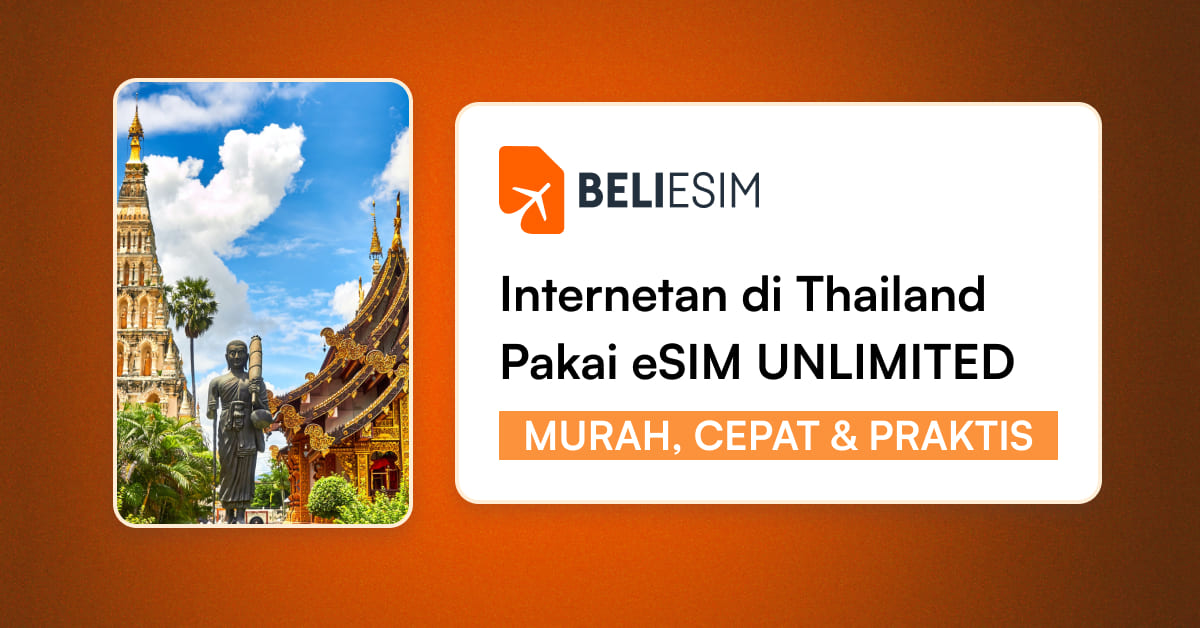 BELIESIM
Internetan di Thailand
Pakai eSIM UNLIMITED
MURAH, CEPAT & PRAKTIS